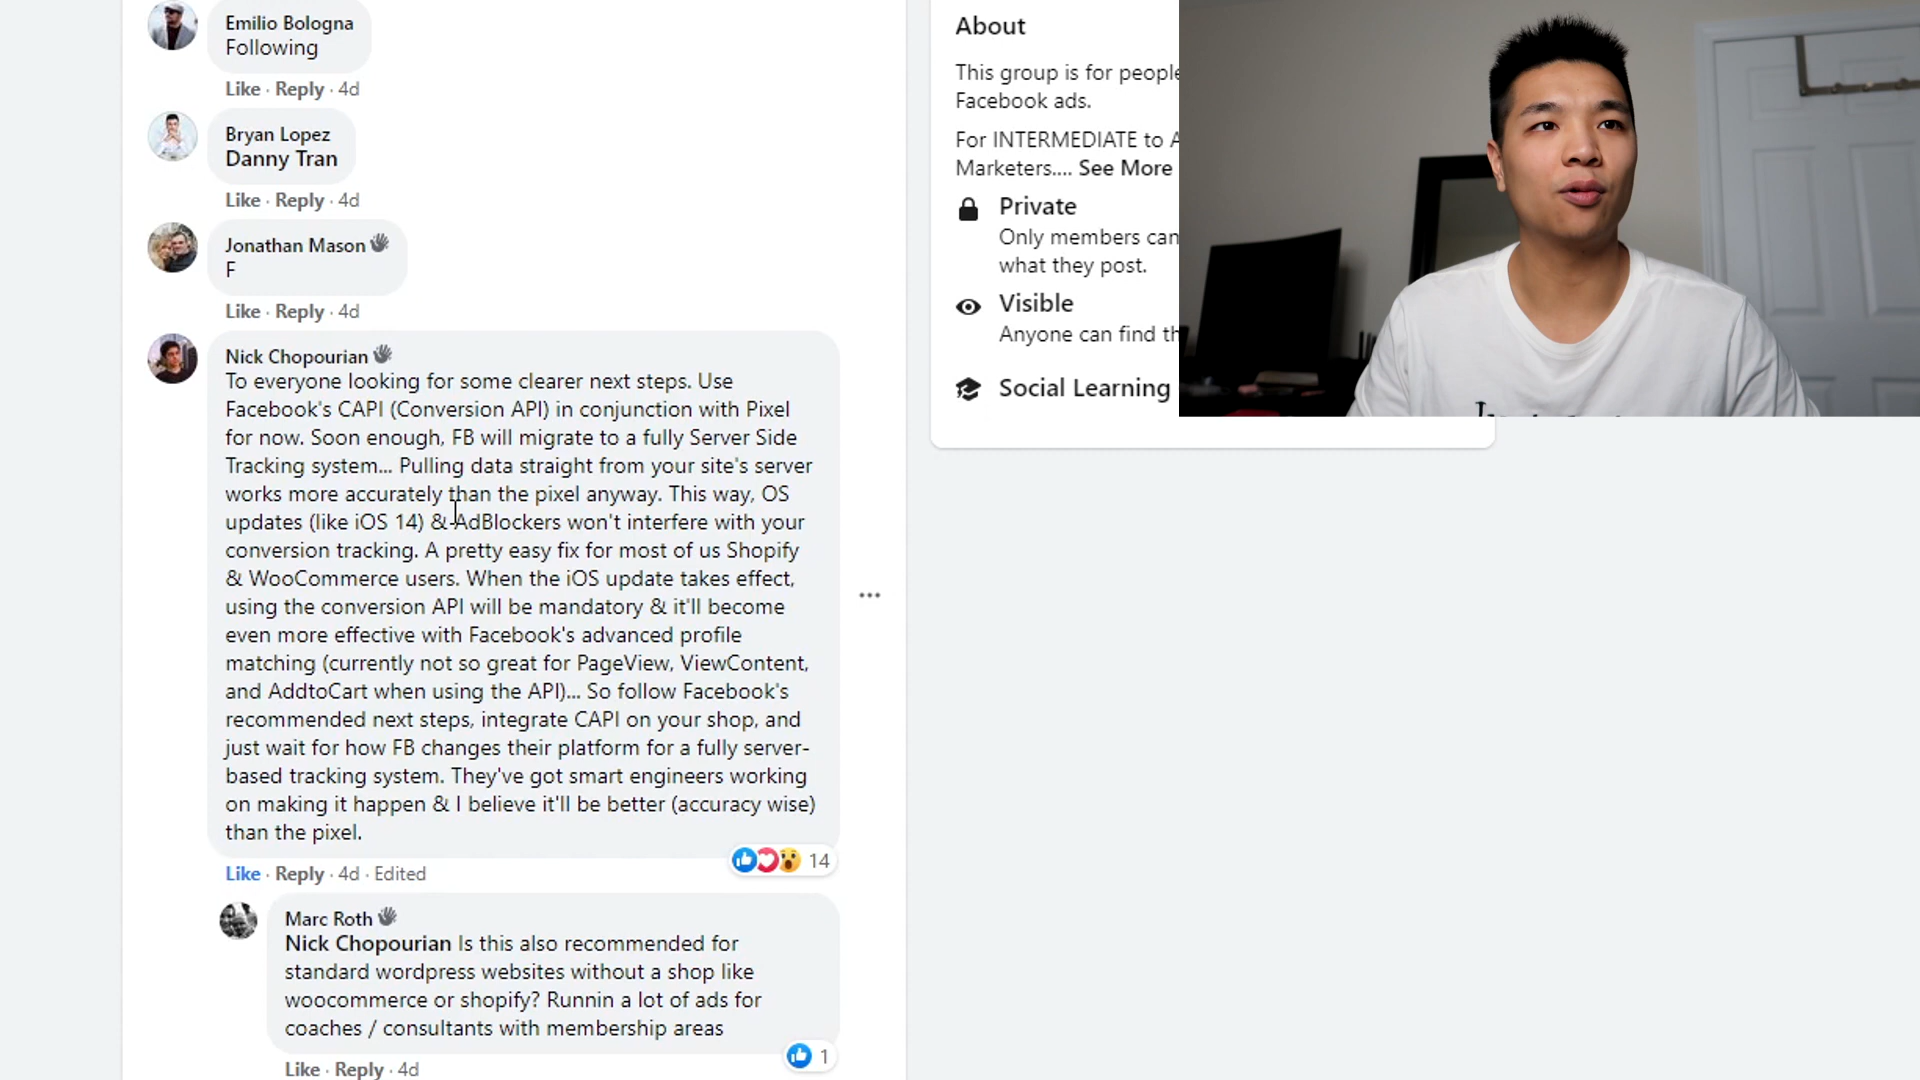 Emilio Bologna
Following
Like · Reply · 4d
Bryan Lopez
Danny Tran
Like · Reply · 4d
Jonathan Mason
F
Like · Reply · 4d
Nick Chopourian
To everyone looking for some clearer next steps. Use
Facebook's CAPI (Conversion API) in conjunction with Pixel
for now. Soon enough, FB will migrate to a fully Server Side
Tracking system... Pulling data straight from your site's server
works more accurately than the pixel anyway. This way, OS
updates (like iOS 14) & AdBlockers won't interfere with your
conversion tracking. A pretty easy fix for most of us Shopify
& WooCommerce users. When the iOS update takes effect,
using the conversion API will be mandatory & it'll become
even more effective with Facebook's advanced profile
matching (currently not so great for PageView, ViewContent,
and AddtoCart when using the API)... So follow Facebook's
recommended next steps, integrate CAPI on your shop, and
just wait for how FB changes their platform for a fully server-
based tracking system. They've got smart engineers working
on making it happen & I believe it'll be better (accuracy wise)
than the pixel.
14
Like · Reply · 4d · Edited
Marc Roth
Nick Chopourian Is this also recommended for
standard wordpress websites without a shop like
woocommerce or shopify? Runnin a lot of ads for
coaches / consultants with membership areas
1
Like · Reply · 4d
About
This group is for people
Facebook ads.
For INTERMEDIATE to A
Marketers.... See More
Private
Only members can
what they post.
Visible
Anyone can find th
Social Learning